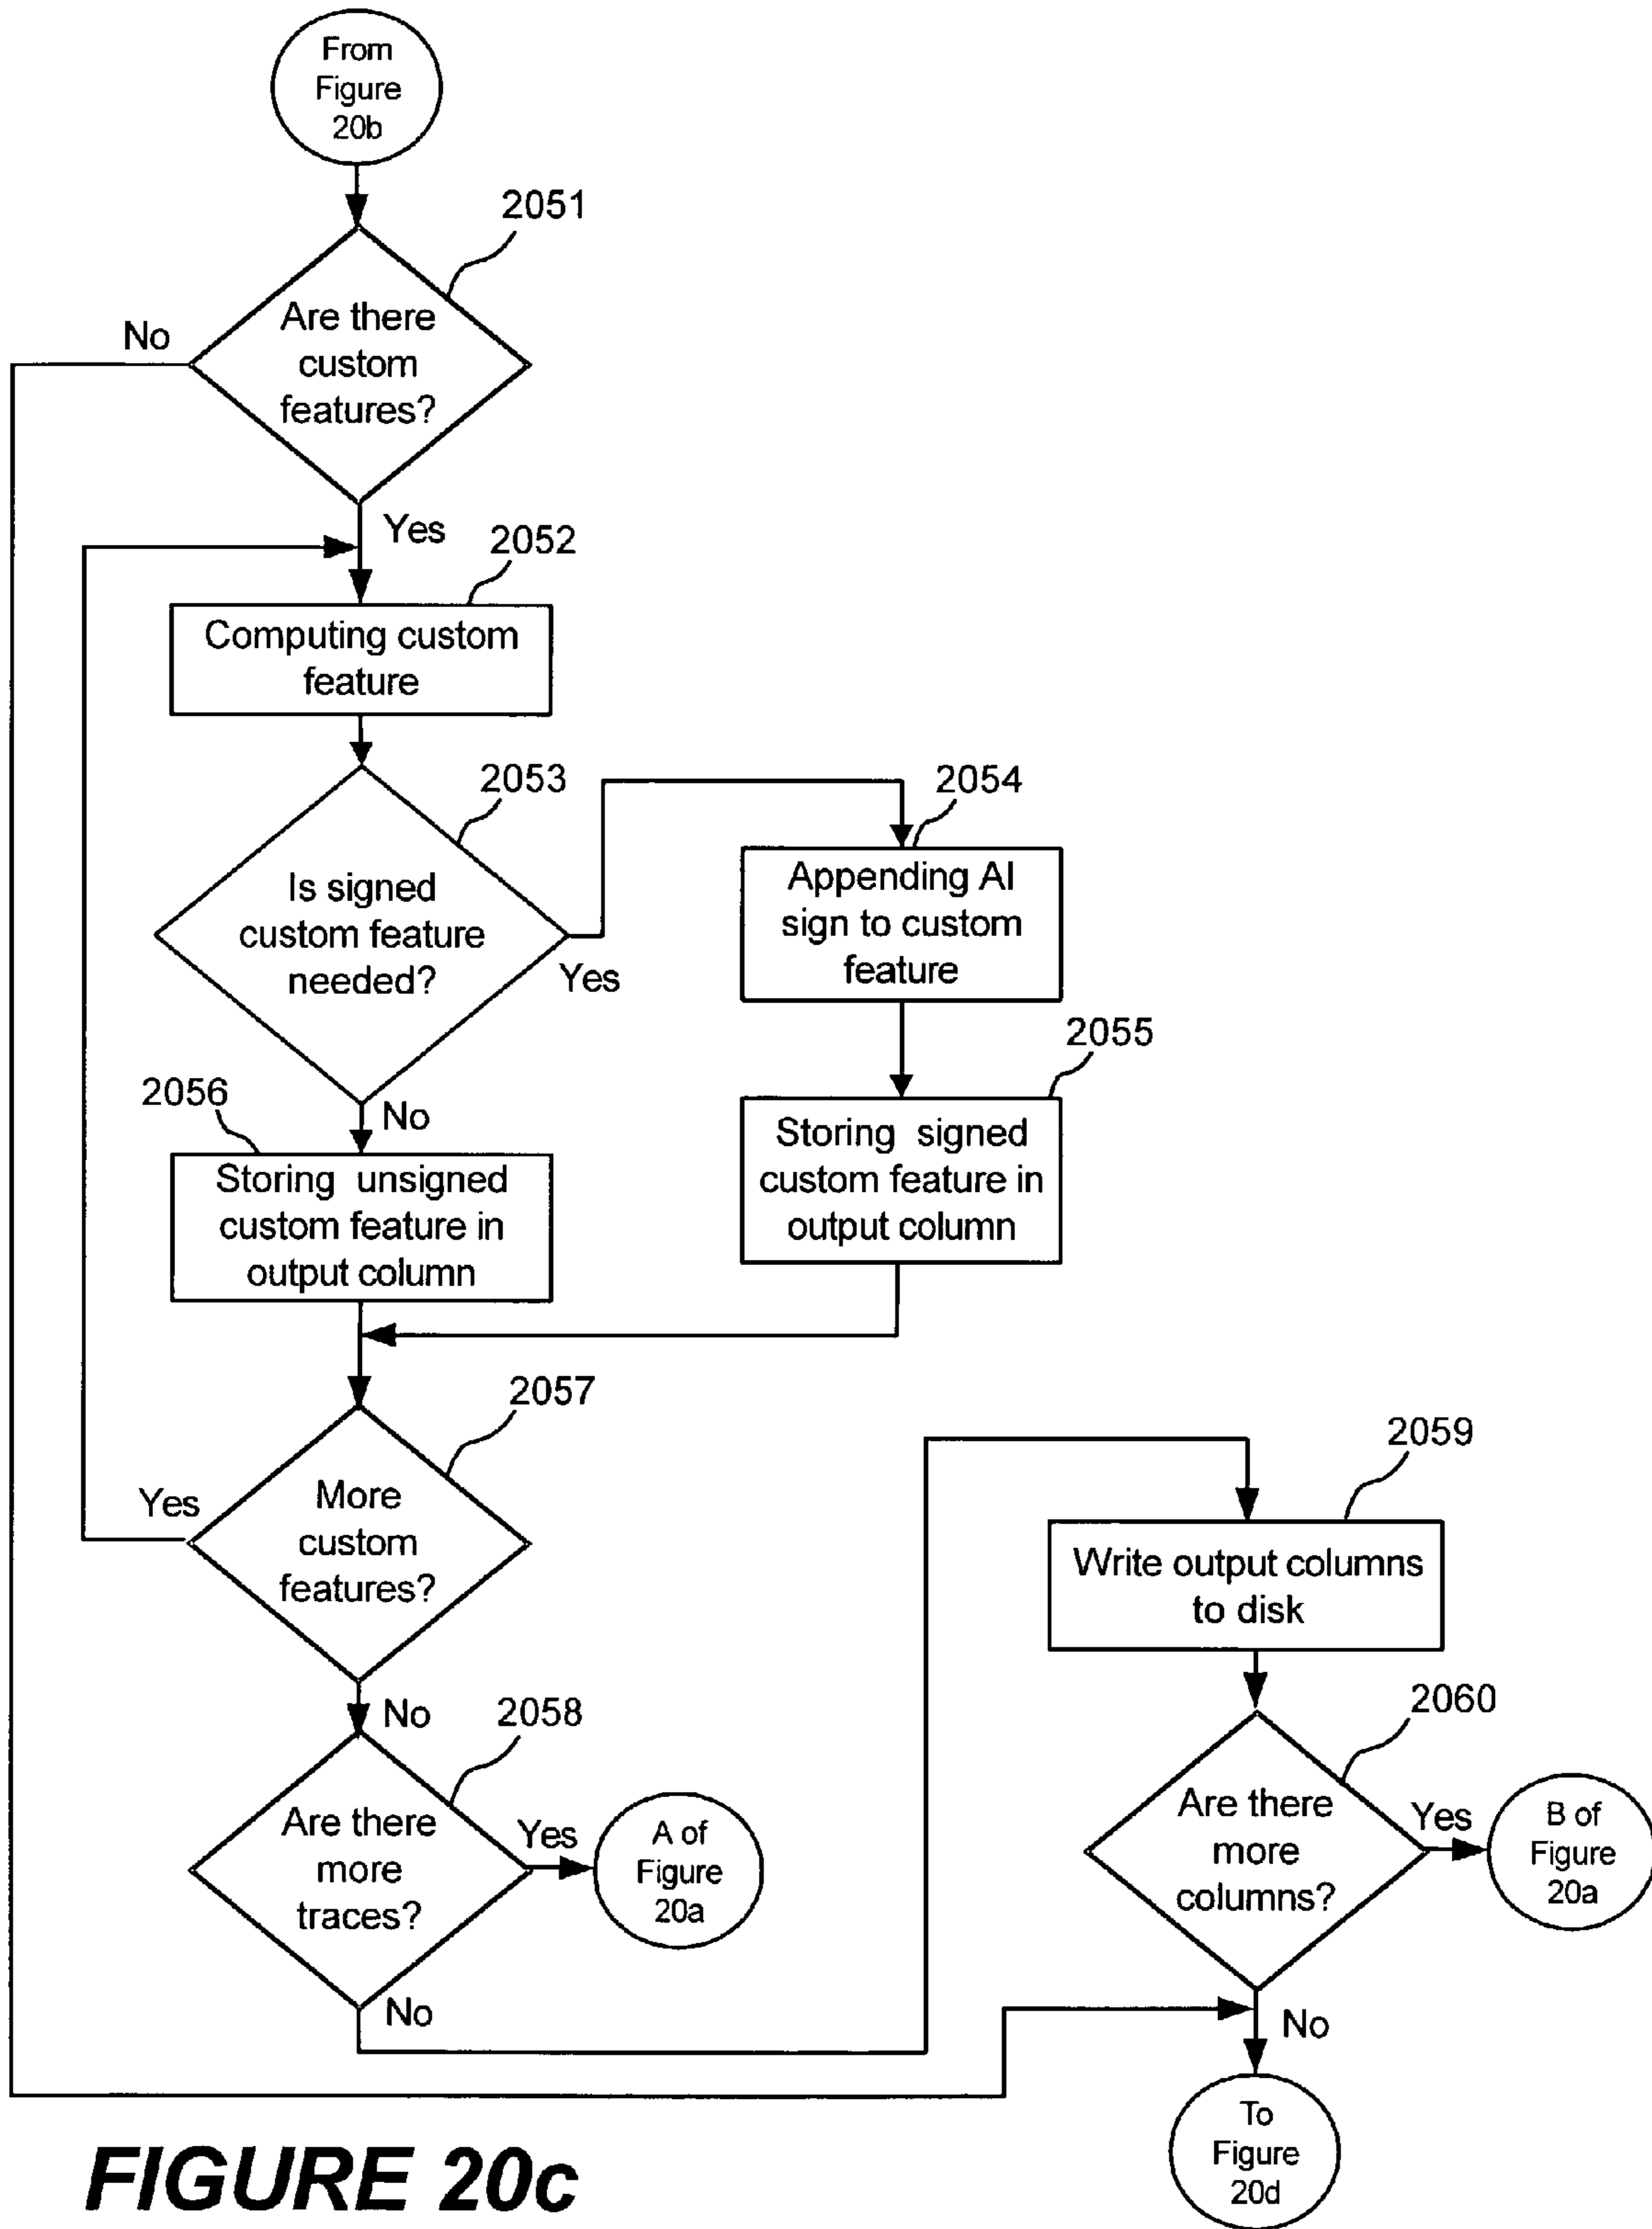 From
Figure
20b
2051
Are there
custom
features?
No
Yes
2052
Computing custom
feature
2053
Is signed
custom feature
needed?
Yes
2054
Appending AI
sign to custom
feature
2055
Storing signed
custom feature in
output column
No
2056
Storing unsigned
custom feature in
output column
2057
More
custom
features?
Yes
No
2058
Are there
more
traces?
Yes
A of
Figure
20a
No
2059
Write output columns
to disk
2060
Are there
more
columns?
Yes
B of
Figure
20a
No
To
Figure
20d
FIGURE 20c